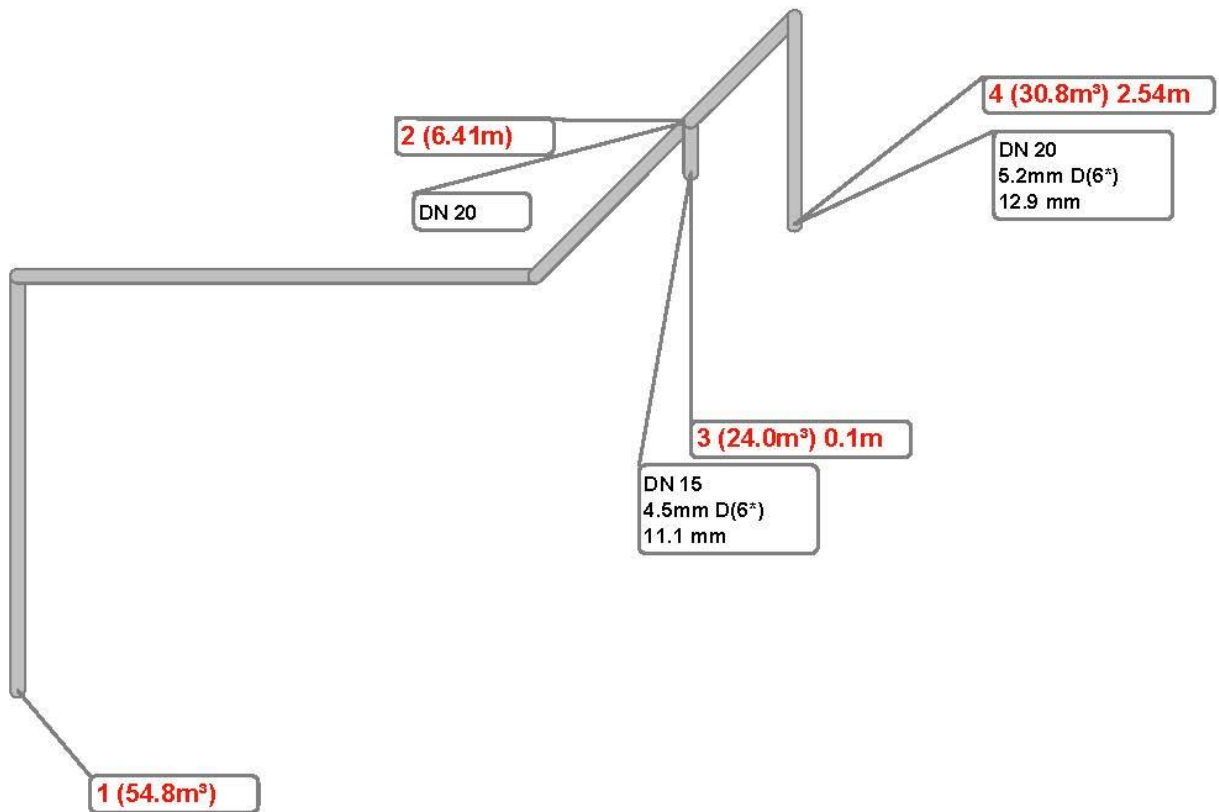 4 (30.8m³) 2.54m
2 (6.41m)
DN 20
5.2mm D(6*)
12.9 mm
DN 20
3 (24.0m³) 0.1m
DN 15
4.5mm D(6*)
11.1 mm
1 (54.8m³)